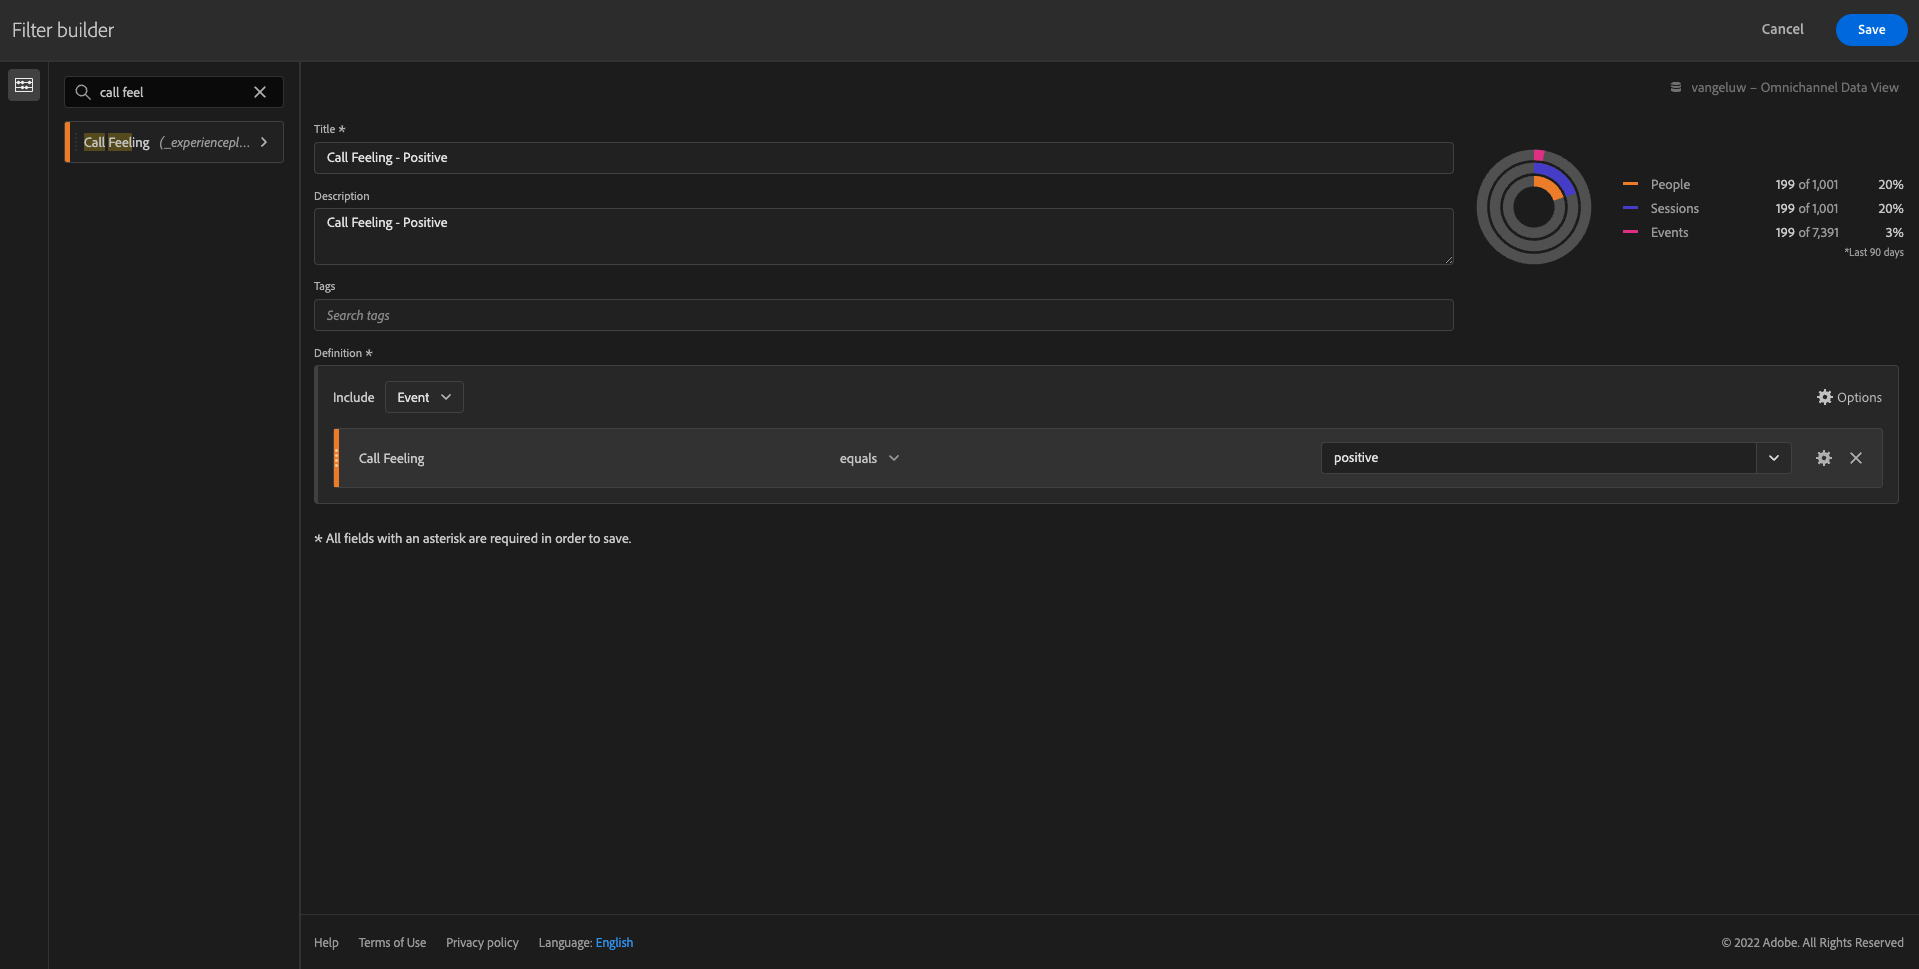 Filter builder
Cancel
Save
call feel
Call Feeling (_experiencepl...
vangeluw – Omnichannel Data View
Title *
Call Feeling - Positive
Description
Call Feeling - Positive
Tags
Search tags
People 199 of 1,001 20%
Sessions 199 of 1,001 20%
Events 199 of 7,391 3%
*Last 90 days
Definition *
Include Event
Options
Call Feeling equals positive
* All fields with an asterisk are required in order to save.
Help Terms of Use Privacy policy Language: English
© 2022 Adobe. All Rights Reserved